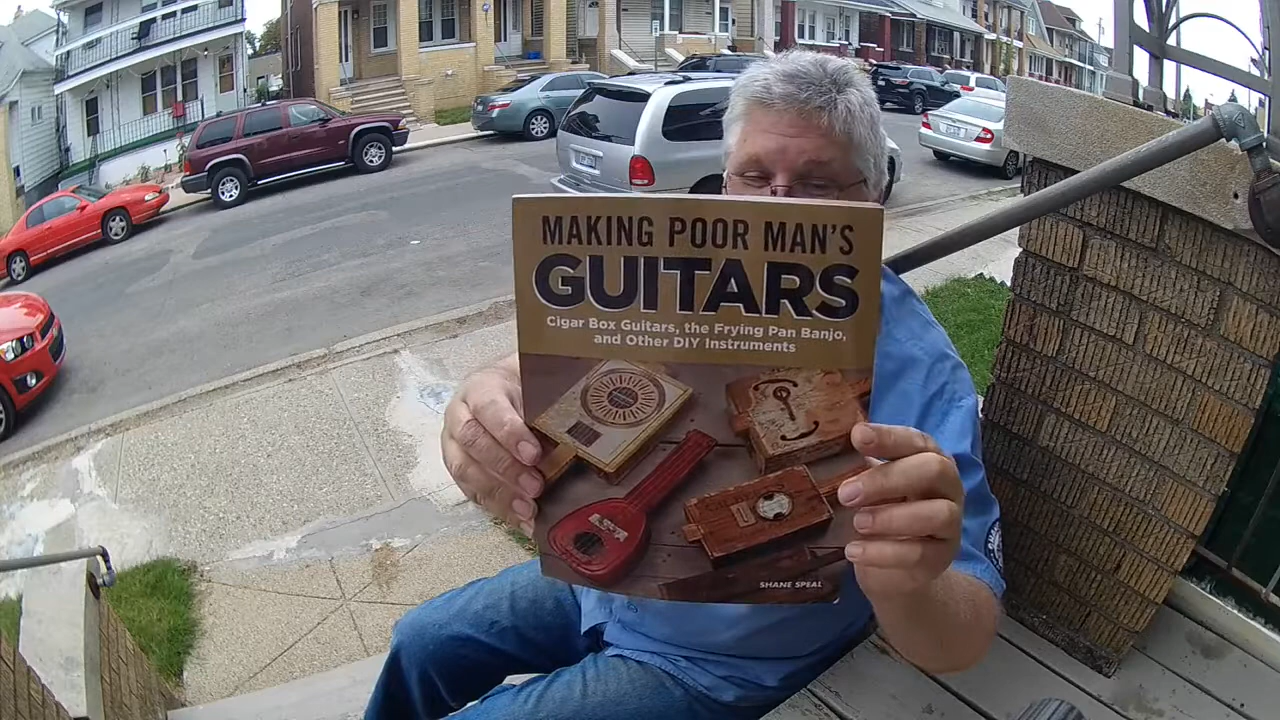 MAKING POOR MAN'S
GUITARS
Cigar Box Guitars, the Frying Pan Banjo,
and Other DIY Instruments
SHANE SPEAL